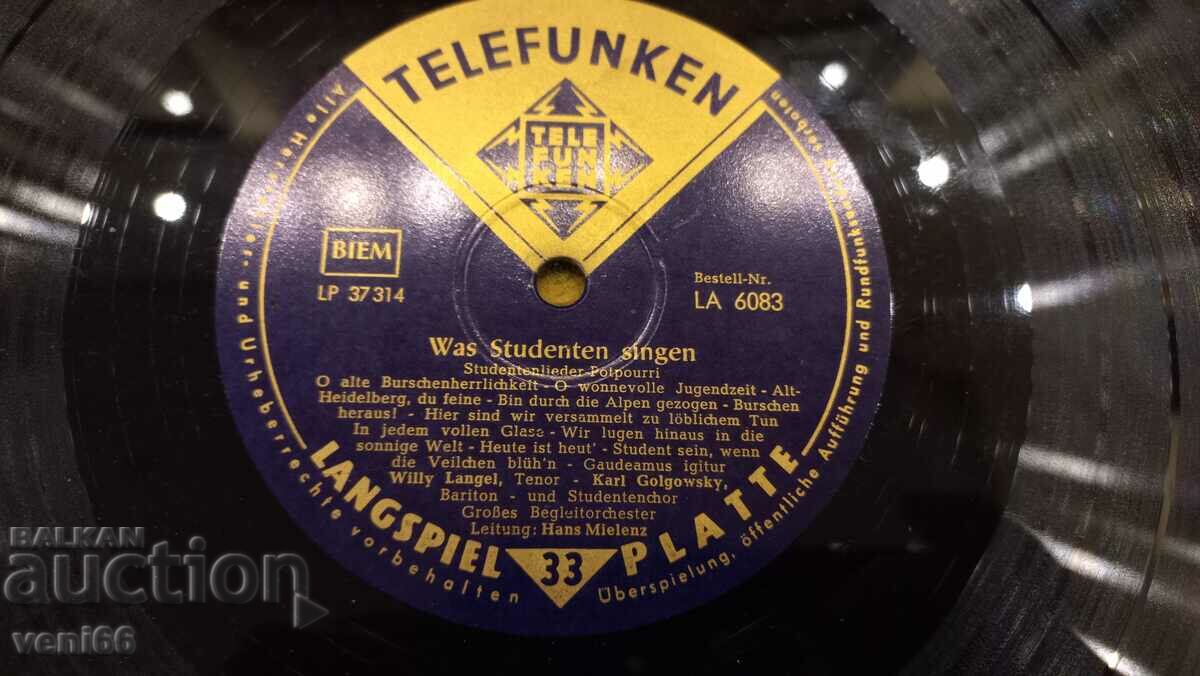 TELEFUNKEN
TELE
FUN
KEN
BIEM
LP 37 314
Bestell-Nr.
LA 6083
Was Studenten singen
Studentenlieder-Potpourri
O alte Burschenherrlichkeit - O wonnevolle Jugendzeit - Alt-
Heidelberg, du feine - Bin durch die Alpen gezogen - Burschen
heraus! - Hier sind wir versammelt zu löblichem Tun
In jedem vollen Glase - Wir lugen hinaus in die
sonnige Welt - Heute ist heut' - Student sein, wenn
die Veilchen blüh'n - Gaudeamus igitur
Willy Langel, Tenor - Karl Golgowsky,
Bariton - und Studentenchor
Großes Begleitorchester
Leitung: Hans Mielenz
LANGSPIEL 33 PLATTE
Alle Hersteller- und Urheberrechte vorbehalten
Überspielung, öffentliche Aufführung und Rundfunksendung verboten
BALKAN
auction
veni66